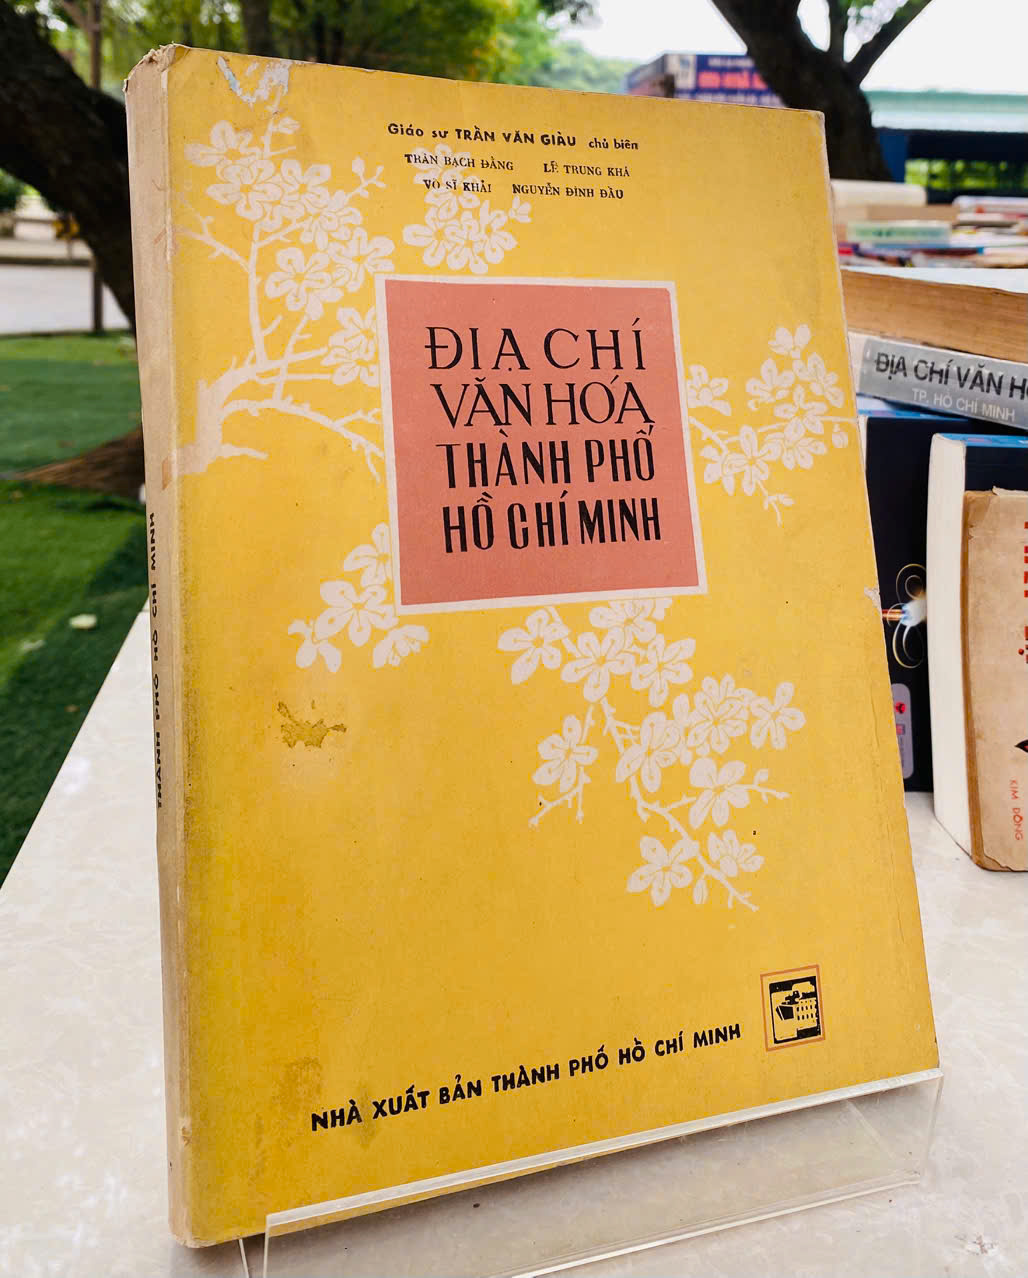 Giáo sư TRẦN VĂN GIÀU chủ biên
TRẦN BẠCH ĐẰNG LÊ TRUNG KHÁ
VÕ SĨ KHẢI NGUYỄN ĐÌNH ĐẦU
ĐỊA CHÍ
VĂN HÓA
THÀNH PHỐ
HỒ CHÍ MINH
NHÀ XUẤT BẢN THÀNH PHỐ HỒ CHÍ MINH
THÀNH PHỐ HỒ CHÍ MINH
ĐỊA CHÍ VĂN
TP. HỒ CHÍ MINH
KIM ĐỒNG